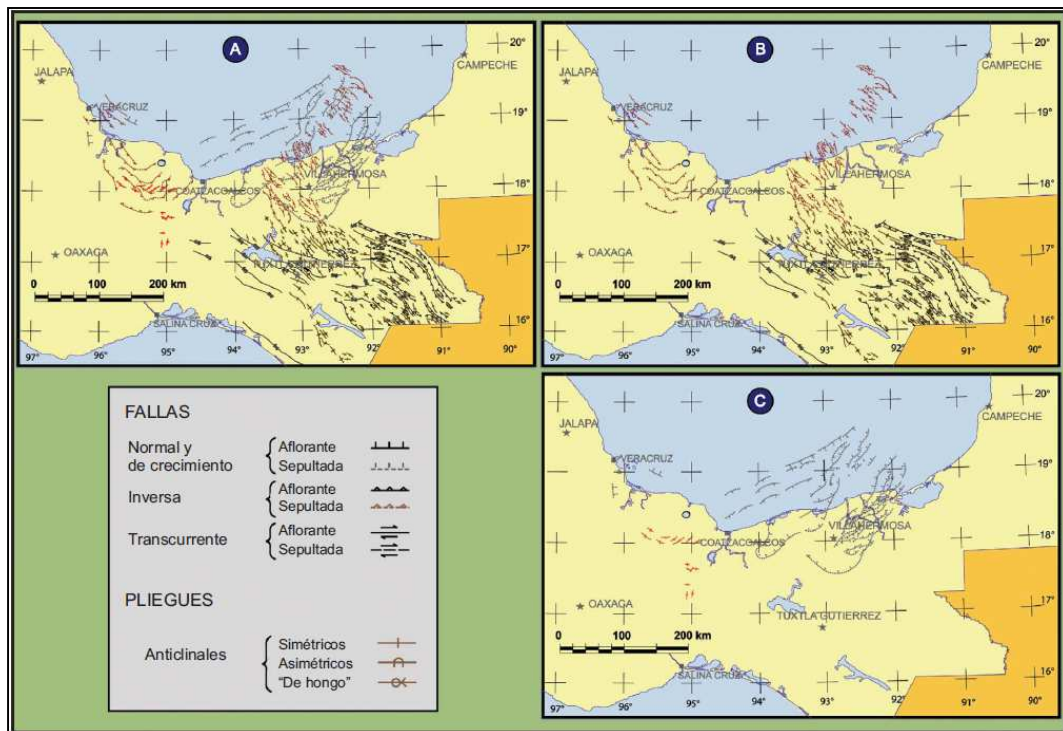 A
20°
CAMPECHE
JALAPA
VERACRUZ
19°
COATZACOALCOS
VILLAHERMOSA
18°
OAXACA
TUXTLA GUTIERREZ
17°
0 100 200 km
SALINA CRUZ
16°
97° 96° 95° 94° 93° 92° 91° 90°
B
20°
CAMPECHE
JALAPA
VERACRUZ
19°
COATZACOALCOS
VILLAHERMOSA
18°
OAXACA
TUXTLA GUTIERREZ
17°
0 100 200 km
SALINA CRUZ
16°
97° 96° 95° 94° 93° 92° 91° 90°
C
20°
CAMPECHE
JALAPA
VERACRUZ
19°
COATZACOALCOS
VILLAHERMOSA
18°
OAXACA
TUXTLA GUTIERREZ
17°
0 100 200 km
SALINA CRUZ
16°
97° 96° 95° 94° 93° 92° 91° 90°
FALLAS
Normal y
de crecimiento
Aflorante
Sepultada
Inversa
Aflorante
Sepultada
Transcurrente
Aflorante
Sepultada
PLIEGUES
Anticlinales
Simétricos
Asimétricos
"De hongo"